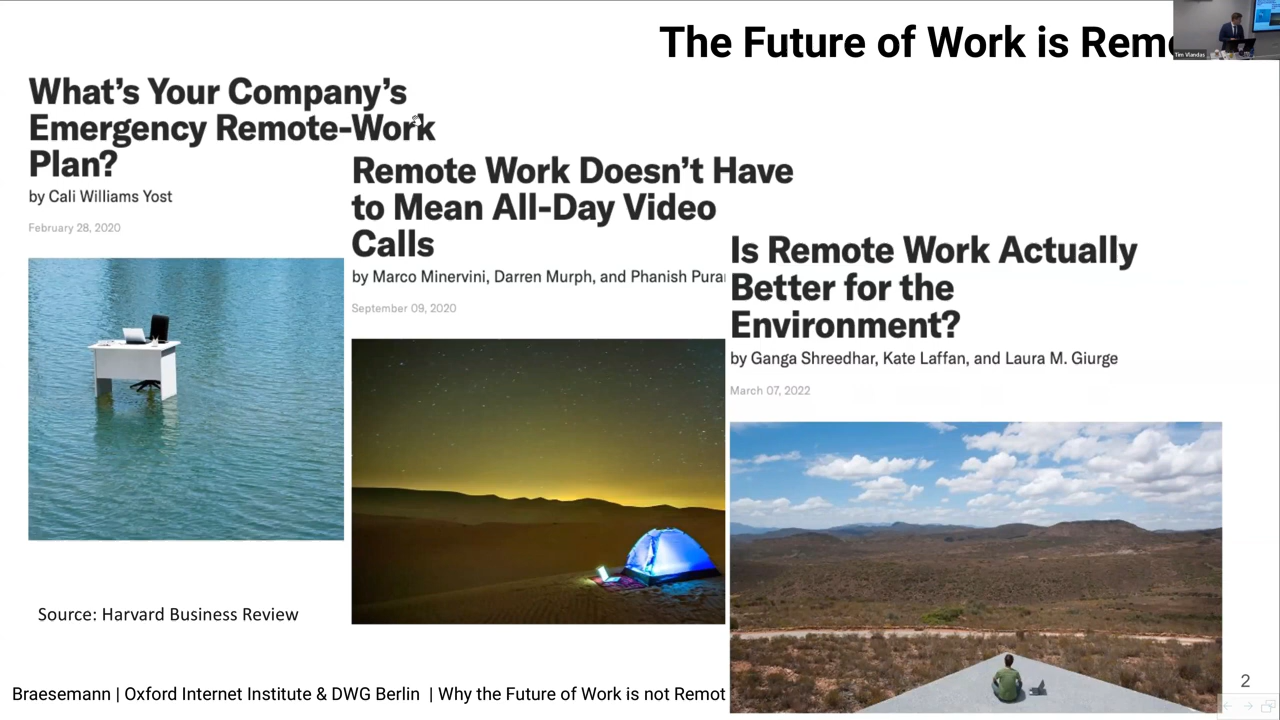 The Future of Work is Remo
Tim Vlandas
What’s Your Company’s
Emergency Remote-Work
Plan?
by Cali Williams Yost
February 28, 2020
Remote Work Doesn’t Have
to Mean All-Day Video
Calls
by Marco Minervini, Darren Murph, and Phanish Pura
September 09, 2020
Is Remote Work Actually
Better for the
Environment?
by Ganga Shreedhar, Kate Laffan, and Laura M. Giurge
March 07, 2022
Source: Harvard Business Review
Braesemann | Oxford Internet Institute & DWG Berlin | Why the Future of Work is not Remot
2